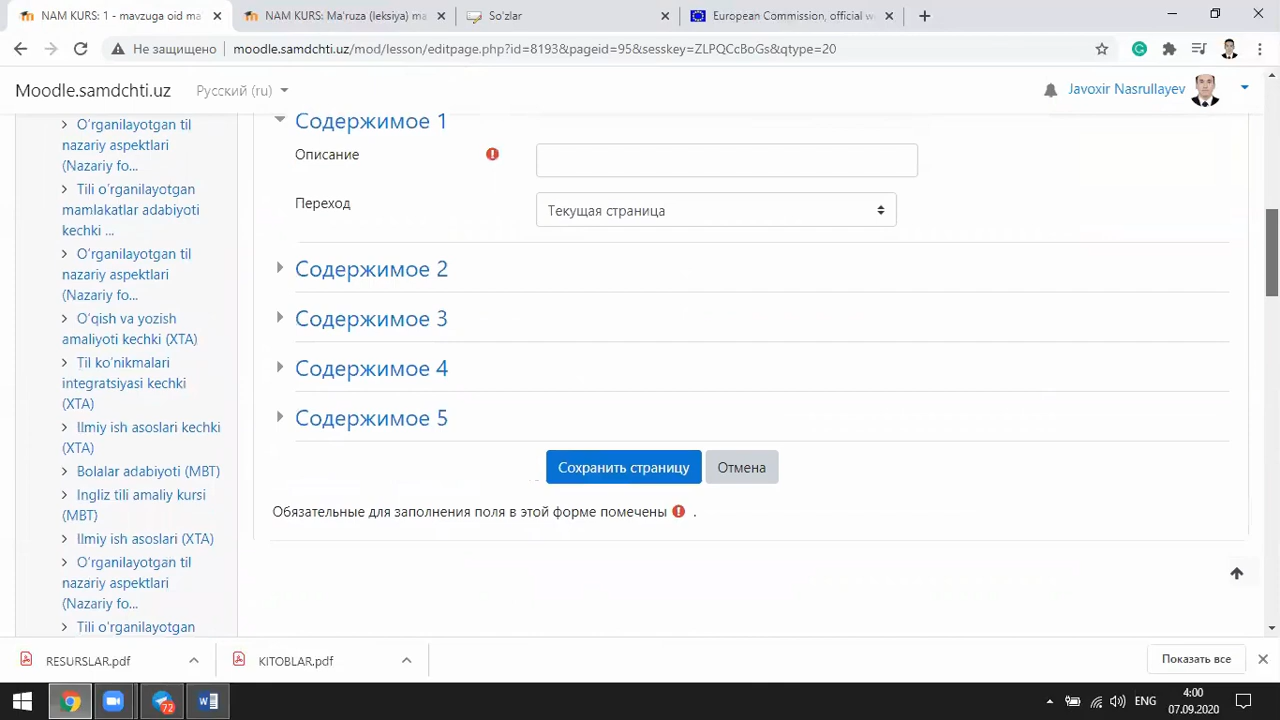 NAM KURS: 1 - mavzuga oid ma'
NAM KURS: Ma'ruza (leksiya) ma
So'zlar
European Commission, official w
Не защищено
moodle.samdchti.uz/mod/lesson/editpage.php?id=8193&pageid=95&sesskey=ZLPQCcBoGs&qtype=20
Moodle.samdchti.uz
Русский (ru)
Javoxir Nasrullayev
O'rganilayotgan til
nazariy aspektlari
(Nazariy fo...
Tili o'rganilayotgan
mamlakatlar adabiyoti
kechki ...
O'rganilayotgan til
nazariy aspektlari
(Nazariy fo...
O'qish va yozish
amaliyoti kechki (XTA)
Til ko'nikmalari
integratsiyasi kechki
(XTA)
Ilmiy ish asoslari kechki
(XTA)
Bolalar adabiyoti (MBT)
Ingliz tili amaliy kursi
(MBT)
Ilmiy ish asoslari (XTA)
O'rganilayotgan til
nazariy aspektlari
(Nazariy fo...
Tili o'rganilayotgan
Содержимое 1
Описание
Переход
Текущая страница
Содержимое 2
Содержимое 3
Содержимое 4
Содержимое 5
Сохранить страницу
Отмена
Обязательные для заполнения поля в этой форме помечены .
RESURSLAR.pdf
KITOBLAR.pdf
Показать все
72
ENG
4:00
07.09.2020